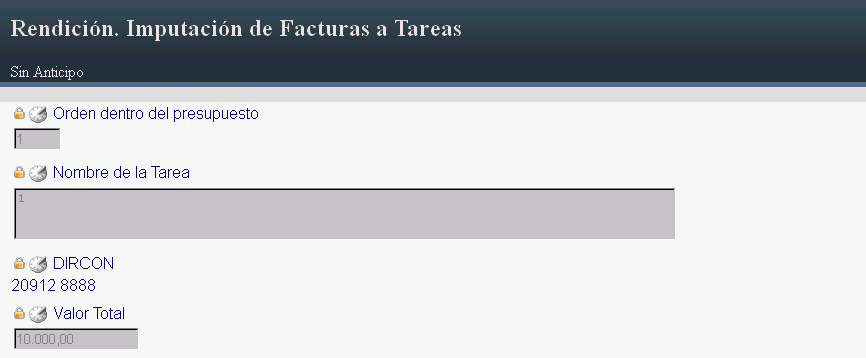 Rendición. Imputación de Facturas a Tareas
Sin Anticipo
Orden dentro del presupuesto
1
Nombre de la Tarea
1
DIRCON
20912 8888
Valor Total
10.000,00